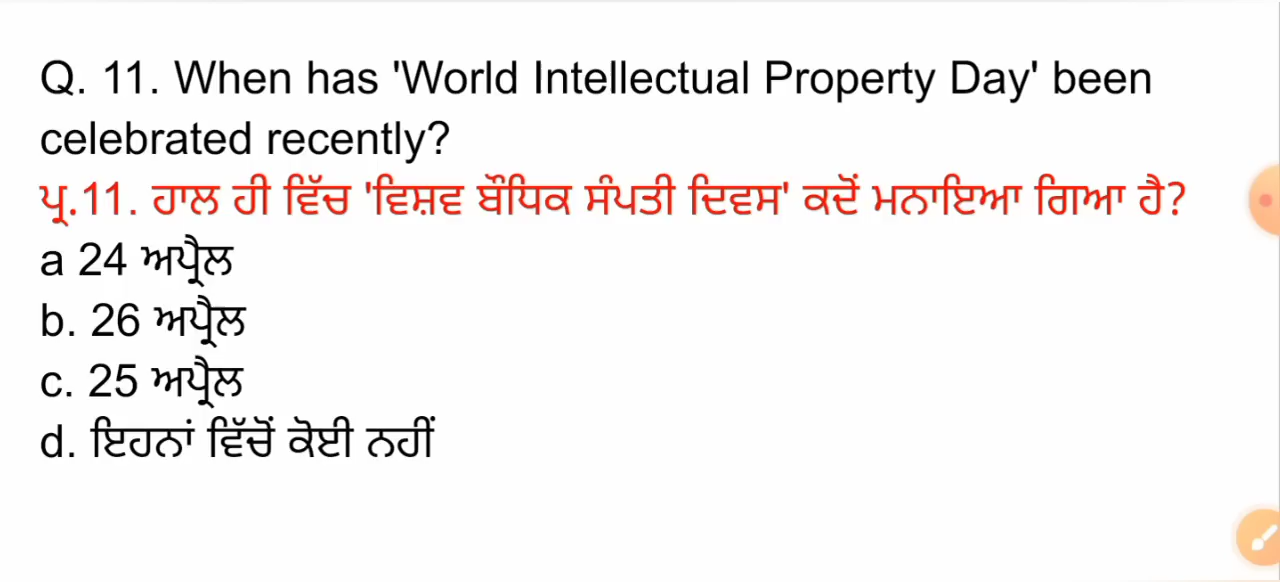 Q. 11. When has 'World Intellectual Property Day' been
celebrated recently?
ਪ੍ਰ.11. ਹਾਲ ਹੀ ਵਿੱਚ 'ਵਿਸ਼ਵ ਬੌਧਿਕ ਸੰਪਤੀ ਦਿਵਸ' ਕਦੋਂ ਮਨਾਇਆ ਗਿਆ ਹੈ?
a 24 ਅਪ੍ਰੈਲ
b. 26 ਅਪ੍ਰੈਲ
c. 25 ਅਪ੍ਰੈਲ
d. ਇਹਨਾਂ ਵਿੱਚੋਂ ਕੋਈ ਨਹੀਂ